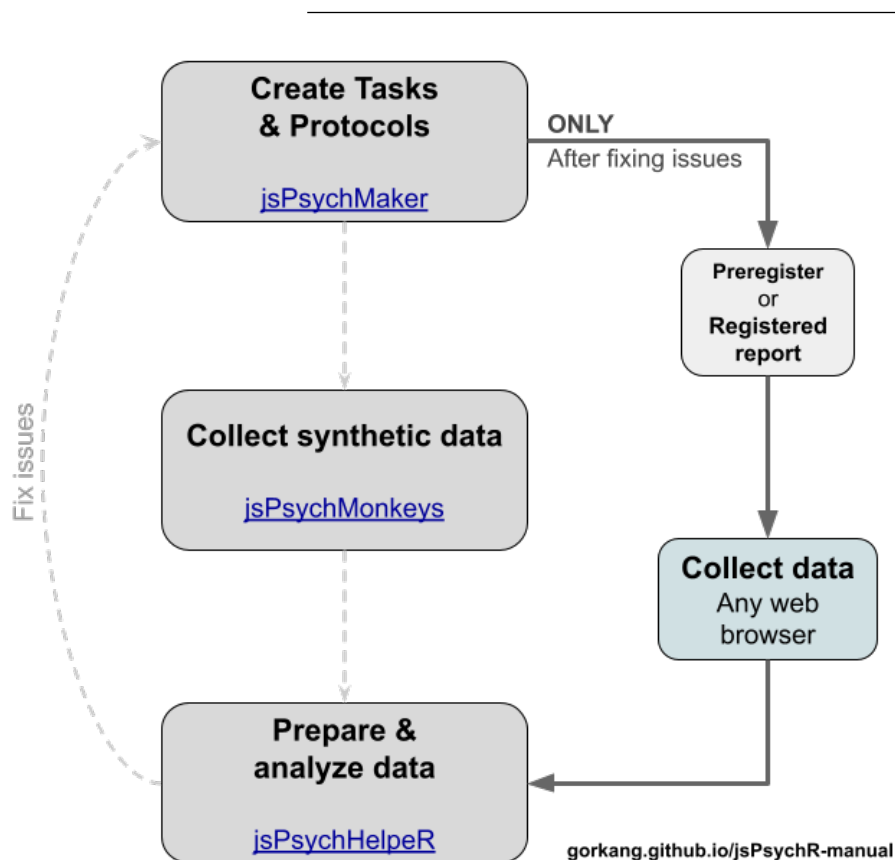 Create Tasks
& Protocols
jsPsychMaker
ONLY
After fixing issues
Preregister
or
Registered
report
Fix issues
Collect synthetic data
jsPsychMonkeys
Collect data
Any web
browser
Prepare &
analyze data
jsPsychHelpeR
gorkang.github.io/jsPsychR-manual